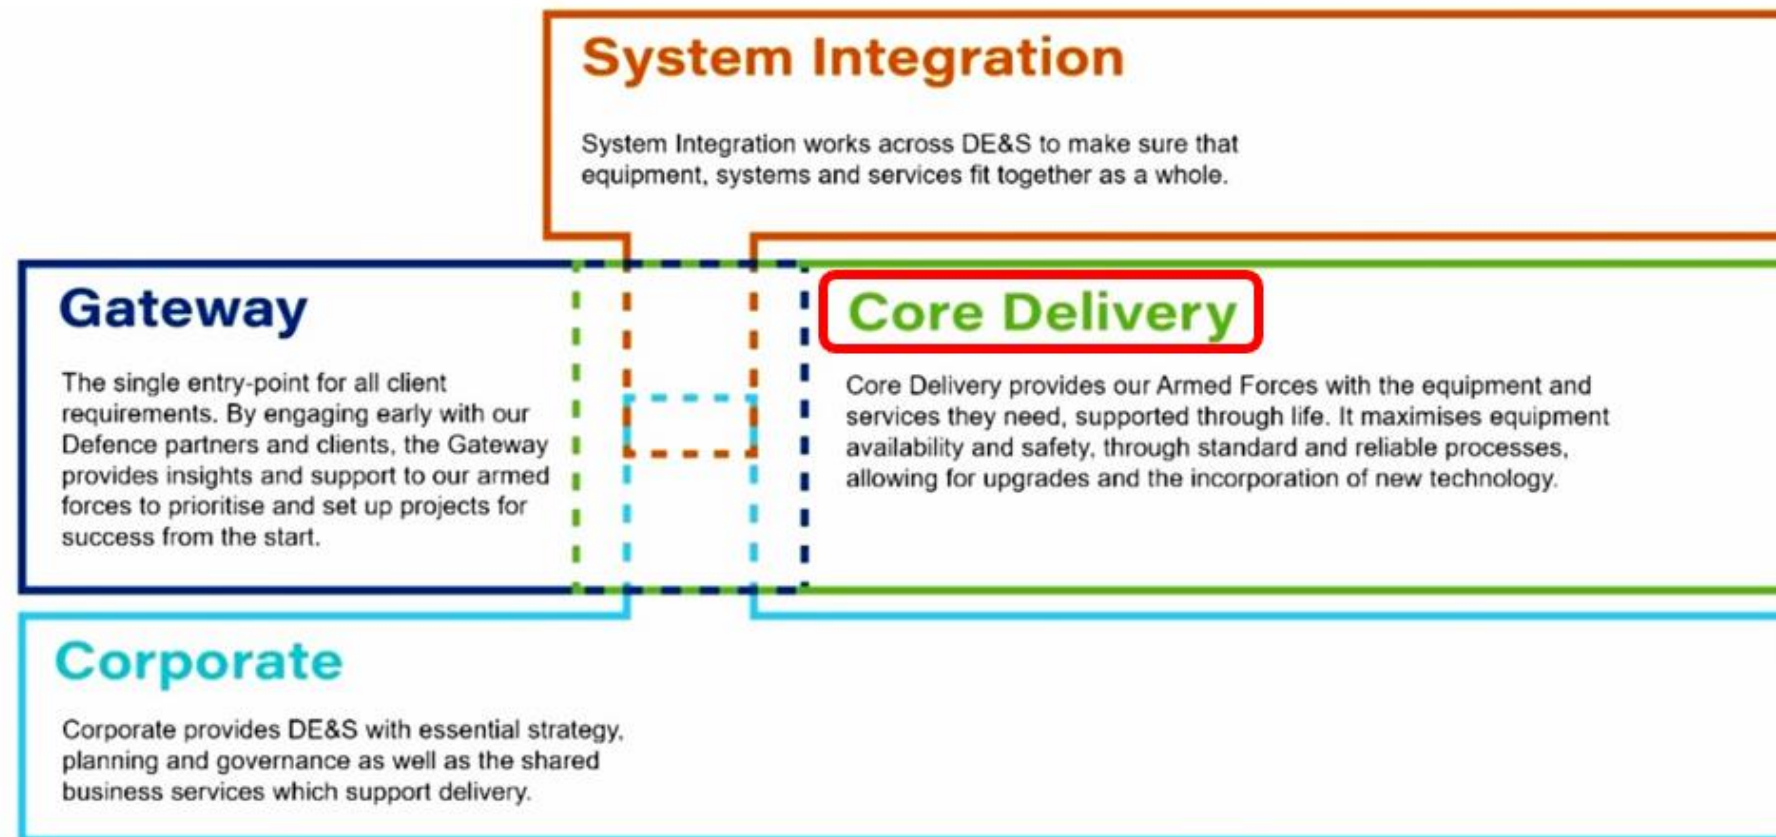 System Integration
System Integration works across DE&S to make sure that
equipment, systems and services fit together as a whole.
Gateway
The single entry-point for all client
requirements. By engaging early with our
Defence partners and clients, the Gateway
provides insights and support to our armed
forces to prioritise and set up projects for
success from the start.
Core Delivery
Core Delivery provides our Armed Forces with the equipment and
services they need, supported through life. It maximises equipment
availability and safety, through standard and reliable processes,
allowing for upgrades and the incorporation of new technology.
Corporate
Corporate provides DE&S with essential strategy,
planning and governance as well as the shared
business services which support delivery.